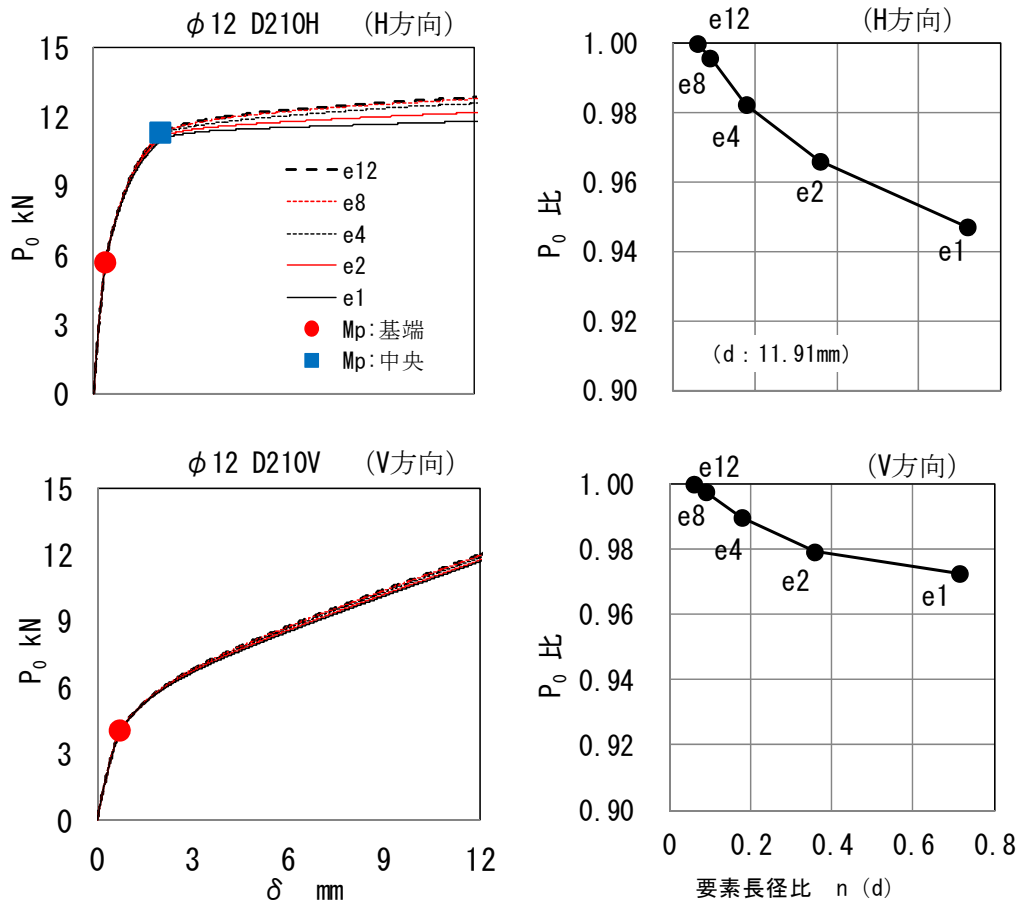 φ12 D210H (H方向)
15
12
9
6
3
0
P₀ kN
e12
e8
e4
e2
e1
Mp:基端
Mp:中央
(H方向)
1.00
0.98
0.96
0.94
0.92
0.90
P₀ 比
e12
e8
e4
e2
e1
(d:11.91mm)
φ12 D210V (V方向)
15
12
9
6
3
0
P₀ kN
0 3 6 9 12
δ mm
(V方向)
1.00
0.98
0.96
0.94
0.92
0.90
P₀ 比
e12
e8
e4
e2
e1
0 0.2 0.4 0.6 0.8
要素長径比 n(d)